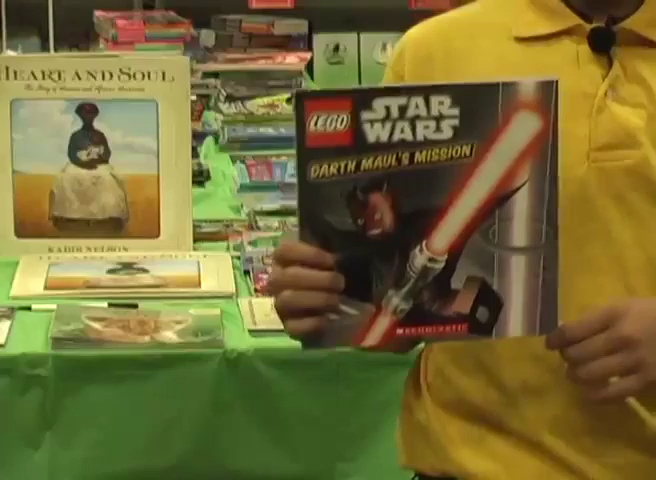 HEART AND SOUL
KADIR NELSON
LEGO
STAR
WARS
DARTH MAUL'S MISSION
SCHOLASTIC